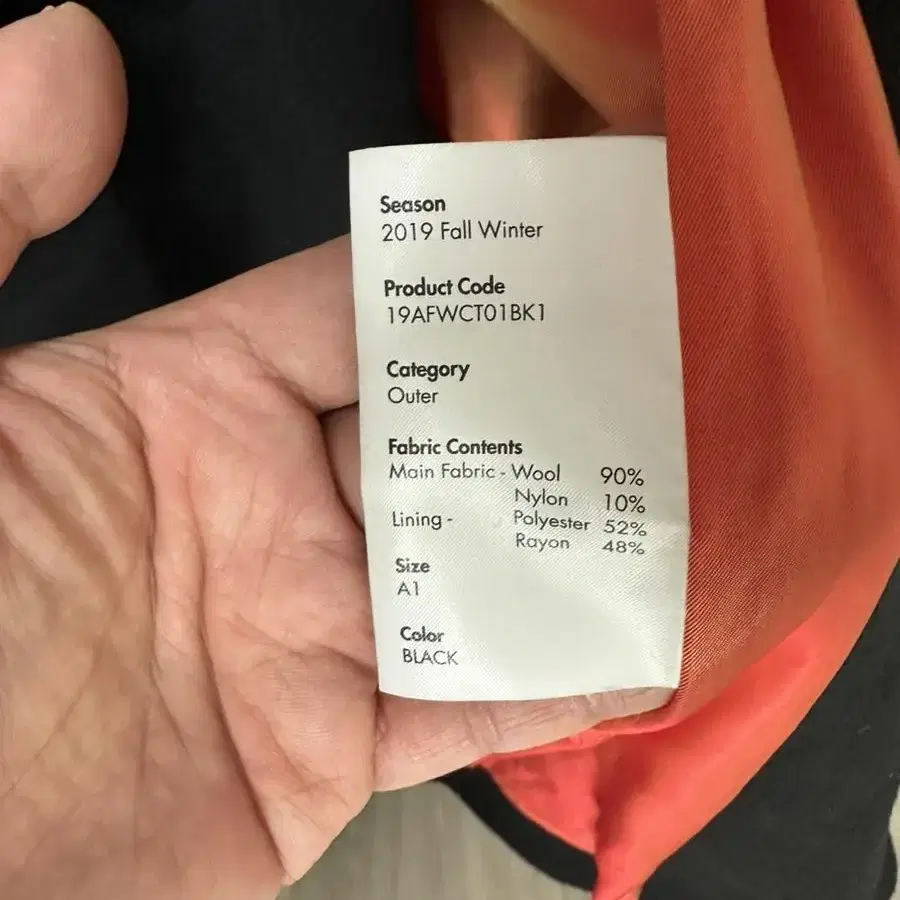 Season
2019 Fall Winter
Product Code
19AFWCT01BK1
Category
Outer
Fabric Contents
Main Fabric - Wool 90%
Nylon 10%
Lining - Polyester 52%
Rayon 48%
Size
A1
Color
BLACK